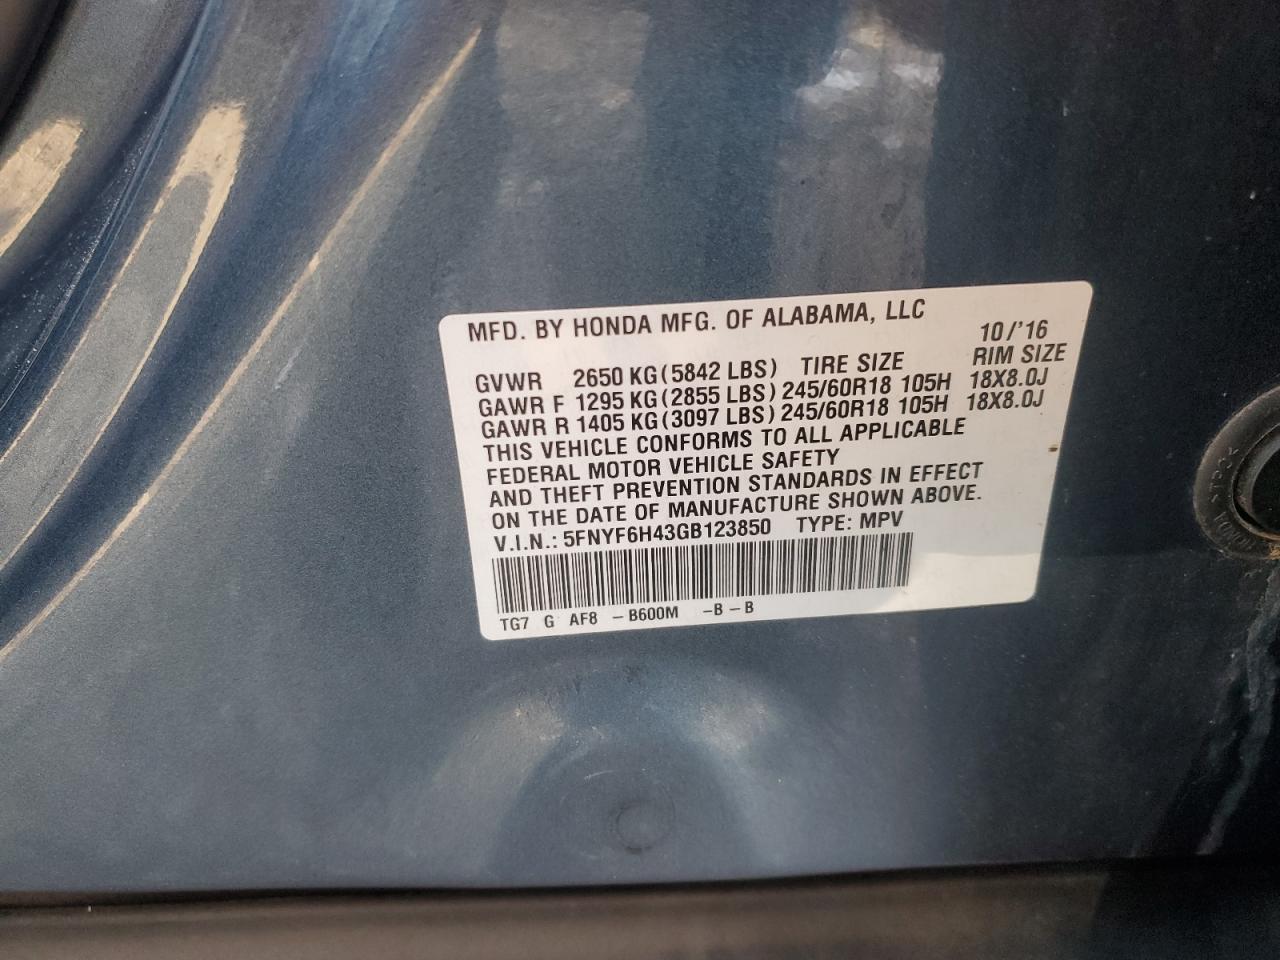 MFD. BY HONDA MFG. OF ALABAMA, LLC
10/'16
GVWR 2650 KG(5842 LBS) TIRE SIZE RIM SIZE
GAWR F 1295 KG(2855 LBS) 245/60R18 105H 18X8.0J
GAWR R 1405 KG(3097 LBS) 245/60R18 105H 18X8.0J
THIS VEHICLE CONFORMS TO ALL APPLICABLE
FEDERAL MOTOR VEHICLE SAFETY
AND THEFT PREVENTION STANDARDS IN EFFECT
ON THE DATE OF MANUFACTURE SHOWN ABOVE.
V.I.N.: 5FNYF6H43GB123850 TYPE: MPV
TG7 G AF8 -B600M -B-B